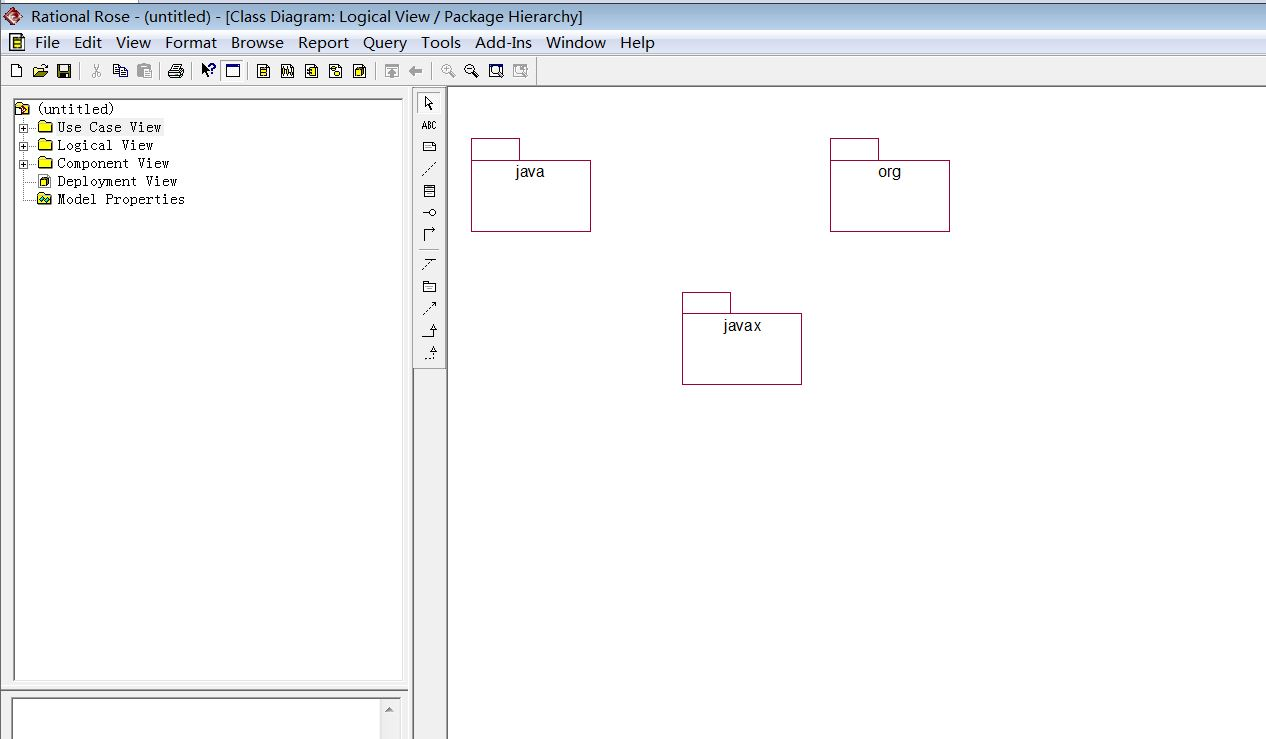 Rational Rose - (untitled) - [Class Diagram: Logical View / Package Hierarchy]
File Edit View Format Browse Report Query Tools Add-Ins Window Help
(untitled)
Use Case View
Logical View
Component View
Deployment View
Model Properties
ABC
java
org
javax